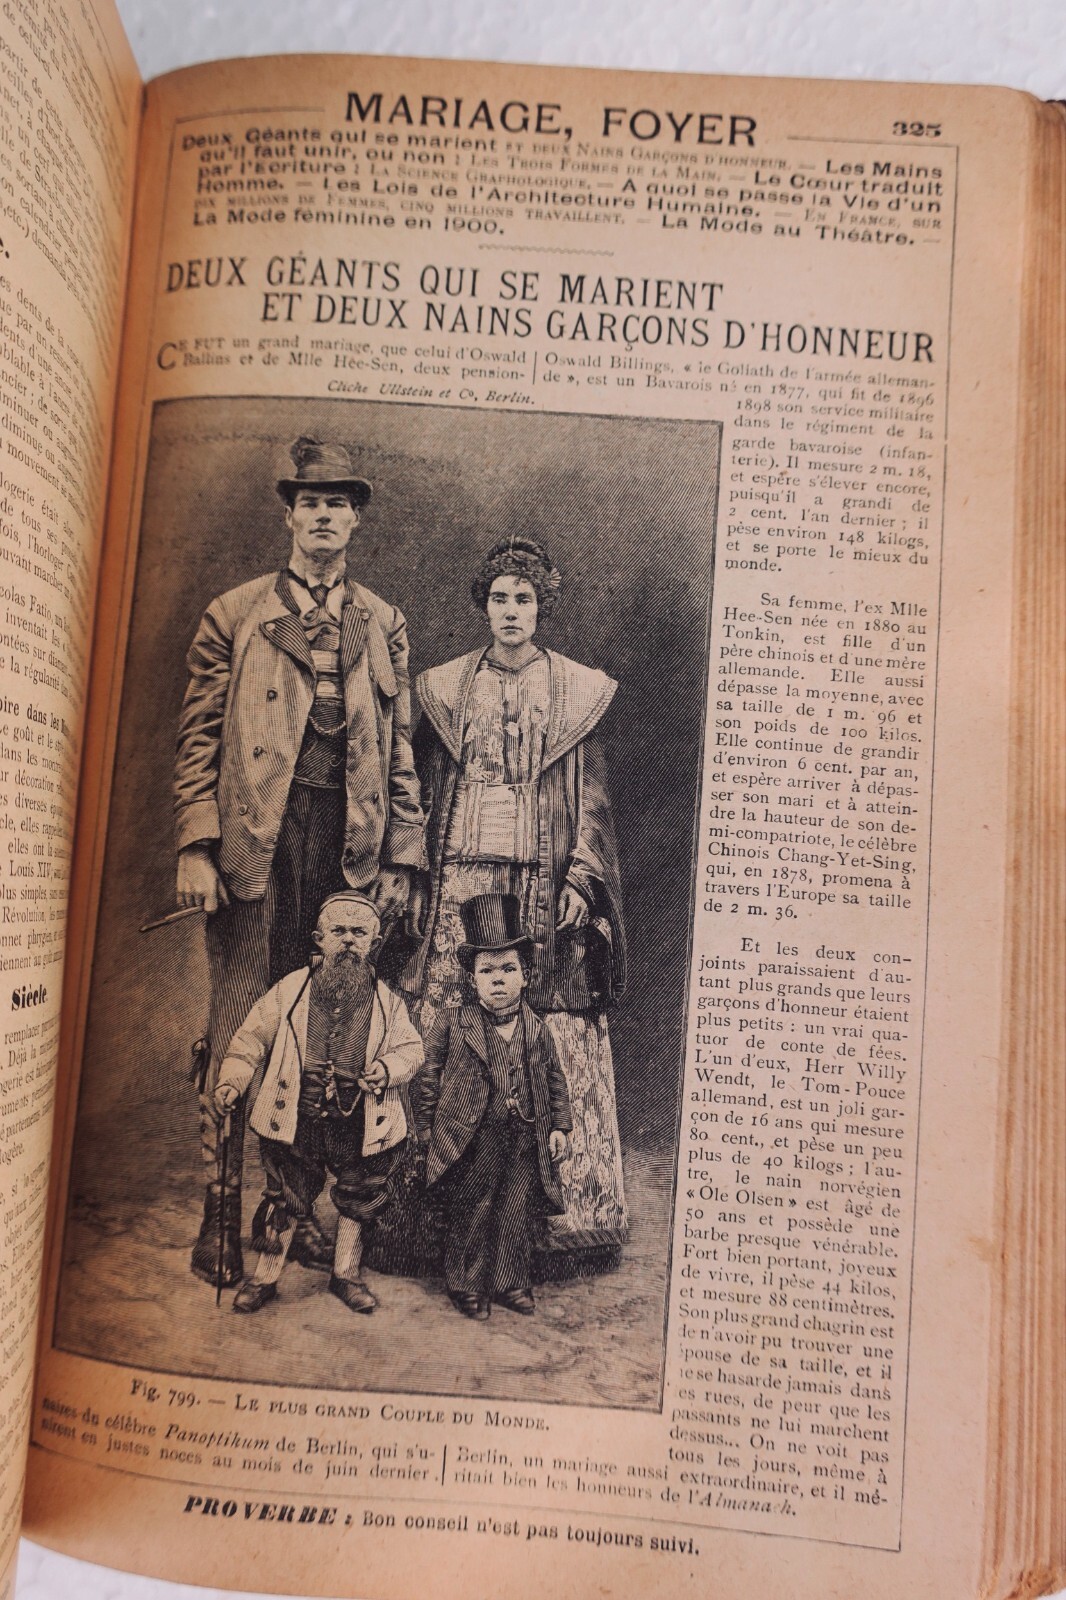 MARIAGE, FOYER
325
Deux Géants qui se marient ET DEUX NAINS GARÇONS D'HONNEUR. — Les Mains
qu'il faut unir, ou non : LES TROIS FORMES DE LA MAIN. — Le Cœur traduit
par l'Ecriture : LA SCIENCE GRAPHOLOGIQUE. — A quoi se passe la Vie d'un
Homme. — Les Lois de l'Architecture Humaine. — EN FRANCE, SUR
DIX MILLIONS DE FEMMES, CINQ MILLIONS TRAVAILLENT. — La Mode au Théâtre. —
La Mode féminine en 1900.
DEUX GÉANTS QUI SE MARIENT
ET DEUX NAINS GARÇONS D'HONNEUR
CE FUT un grand mariage, que celui d'Oswald
Ballins et de Mlle Hée-Sen, deux pension-
Cliche Ullstein et Co, Berlin.
Fig. 799. — LE PLUS GRAND COUPLE DU MONDE.
naires du célèbre Panoptikum de Berlin, qui s'u-
nirent en justes noces au mois de juin dernier.
Oswald Billings, « le Goliath de l'armée alleman-
de », est un Bavarois né en 1877, qui fit de 1896
1898 son service militaire
dans le régiment de la
garde bavaroise (infan-
terie). Il mesure 2 m. 18,
et espère s'élever encore,
puisqu'il a grandi de
2 cent. l'an dernier ; il
pèse environ 148 kilogs,
et se porte le mieux du
monde.
Sa femme, l'ex Mlle
Hee-Sen née en 1880 au
Tonkin, est fille d'un
père chinois et d'une mère
allemande. Elle aussi
dépasse la moyenne, avec
sa taille de 1 m. 96 et
son poids de 100 kilos.
Elle continue de grandir
d'environ 6 cent. par an,
et espère arriver à dépas-
ser son mari et à attein-
dre la hauteur de son de-
mi-compatriote, le célèbre
Chinois Chang-Yet-Sing,
qui, en 1878, promena à
travers l'Europe sa taille
de 2 m. 36.
Et les deux con-
joints paraissaient d'au-
tant plus grands que leurs
garçons d'honneur étaient
plus petits : un vrai qua-
tuor de conte de fées.
L'un d'eux, Herr Willy
Wendt, le Tom-Pouce
allemand, est un joli gar-
çon de 16 ans qui mesure
80 cent., et pèse un peu
plus de 40 kilogs ; l'au-
tre, le nain norvégien
« Ole Olsen » est âgé de
50 ans et possède une
barbe presque vénérable.
Fort bien portant, joyeux
de vivre, il pèse 44 kilos,
et mesure 88 centimètres.
Son plus grand chagrin est
de n'avoir pu trouver une
épouse de sa taille, et il
ne se hasarde jamais dans
es rues, de peur que les
passants ne lui marchent
dessus... On ne voit pas
tous les jours, même à
Berlin, un mariage aussi extraordinaire, et il mé-
ritait bien les honneurs de l'Almanach.
PROVERBE : Bon conseil n'est pas toujours suivi.